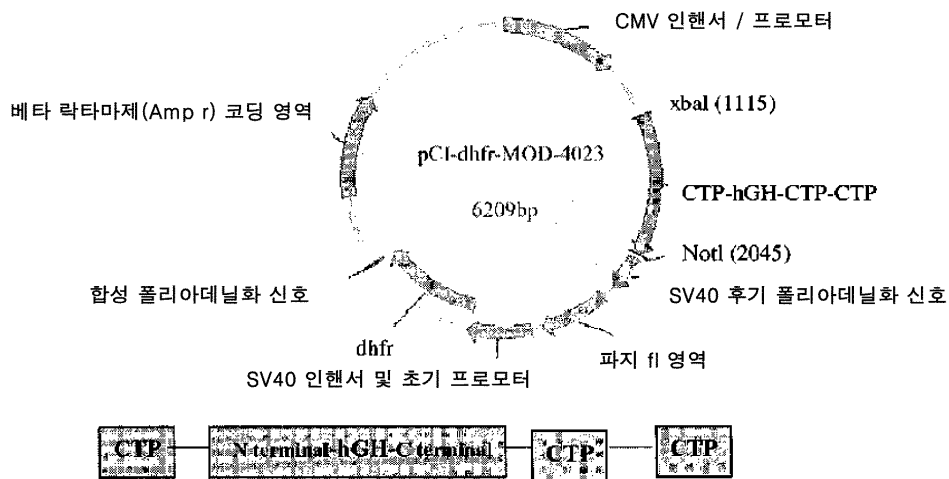 CMV 인핸서 / 프로모터
베타 락타마제(Amp r) 코딩 영역
xbaI (1115)
pCI-dhfr-MOD-4023
6209bp
CTP-hGH-CTP-CTP
NotI (2045)
합성 폴리아데닐화 신호
SV40 후기 폴리아데닐화 신호
dhfr
파지 fl 영역
SV40 인핸서 및 초기 프로모터
CTP
N terminal-hGH-C terminal
CTP
CTP